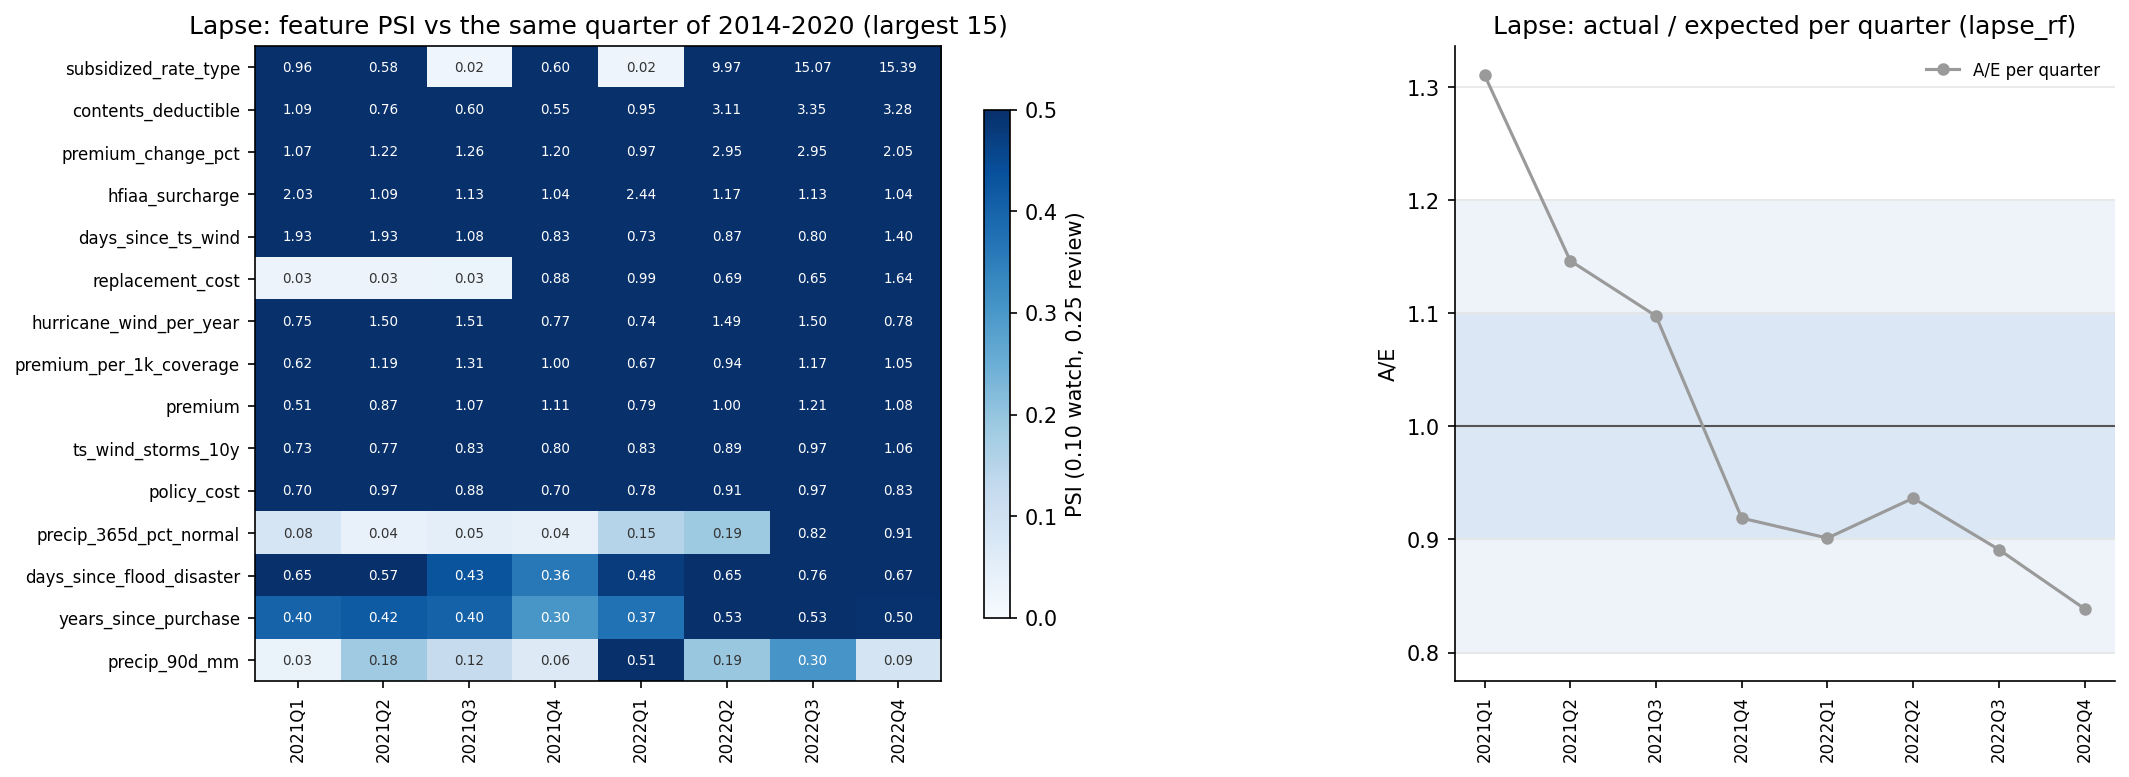 Lapse: feature PSI vs the same quarter of 2014-2020 (largest 15)
subsidized_rate_type 0.96 0.58 0.02 0.60 0.02 9.97 15.07 15.39
contents_deductible 1.09 0.76 0.60 0.55 0.95 3.11 3.35 3.28
premium_change_pct 1.07 1.22 1.26 1.20 0.97 2.95 2.95 2.05
hfiaa_surcharge 2.03 1.09 1.13 1.04 2.44 1.17 1.13 1.04
days_since_ts_wind 1.93 1.93 1.08 0.83 0.73 0.87 0.80 1.40
replacement_cost 0.03 0.03 0.03 0.88 0.99 0.69 0.65 1.64
hurricane_wind_per_year 0.75 1.50 1.51 0.77 0.74 1.49 1.50 0.78
premium_per_1k_coverage 0.62 1.19 1.31 1.00 0.67 0.94 1.17 1.05
premium 0.51 0.87 1.07 1.11 0.79 1.00 1.21 1.08
ts_wind_storms_10y 0.73 0.77 0.83 0.80 0.83 0.89 0.97 1.06
policy_cost 0.70 0.97 0.88 0.70 0.78 0.91 0.97 0.83
precip_365d_pct_normal 0.08 0.04 0.05 0.04 0.15 0.19 0.82 0.91
days_since_flood_disaster 0.65 0.57 0.43 0.36 0.48 0.65 0.76 0.67
years_since_purchase 0.40 0.42 0.40 0.30 0.37 0.53 0.53 0.50
precip_90d_mm 0.03 0.18 0.12 0.06 0.51 0.19 0.30 0.09
2021Q1 2021Q2 2021Q3 2021Q4 2022Q1 2022Q2 2022Q3 2022Q4
0.5
0.4
0.3
0.2
0.1
0.0
PSI (0.10 watch, 0.25 review)
Lapse: actual / expected per quarter (lapse_rf)
A/E per quarter
A/E
1.3
1.2
1.1
1.0
0.9
0.8
2021Q1 2021Q2 2021Q3 2021Q4 2022Q1 2022Q2 2022Q3 2022Q4